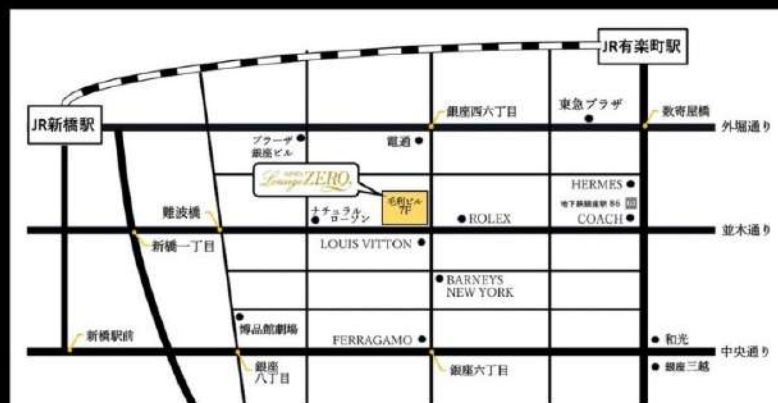 JR有楽町駅
JR新橋駅
銀座西六丁目
東急プラザ
数寄屋橋
外堀通り
ブラーザ
銀座ビル
電通
Lounge ZERO
毛利ビル
7F
HERMES
地下鉄銀座駅 B6
COACH
難波橋
ナチュラル
ローソン
ROLEX
並木通り
新橋一丁目
LOUIS VITTON
BARNEYS
NEW YORK
博品館劇場
新橋駅前
FERRAGAMO
和光
中央通り
銀座
八丁目
銀座六丁目
銀座三越